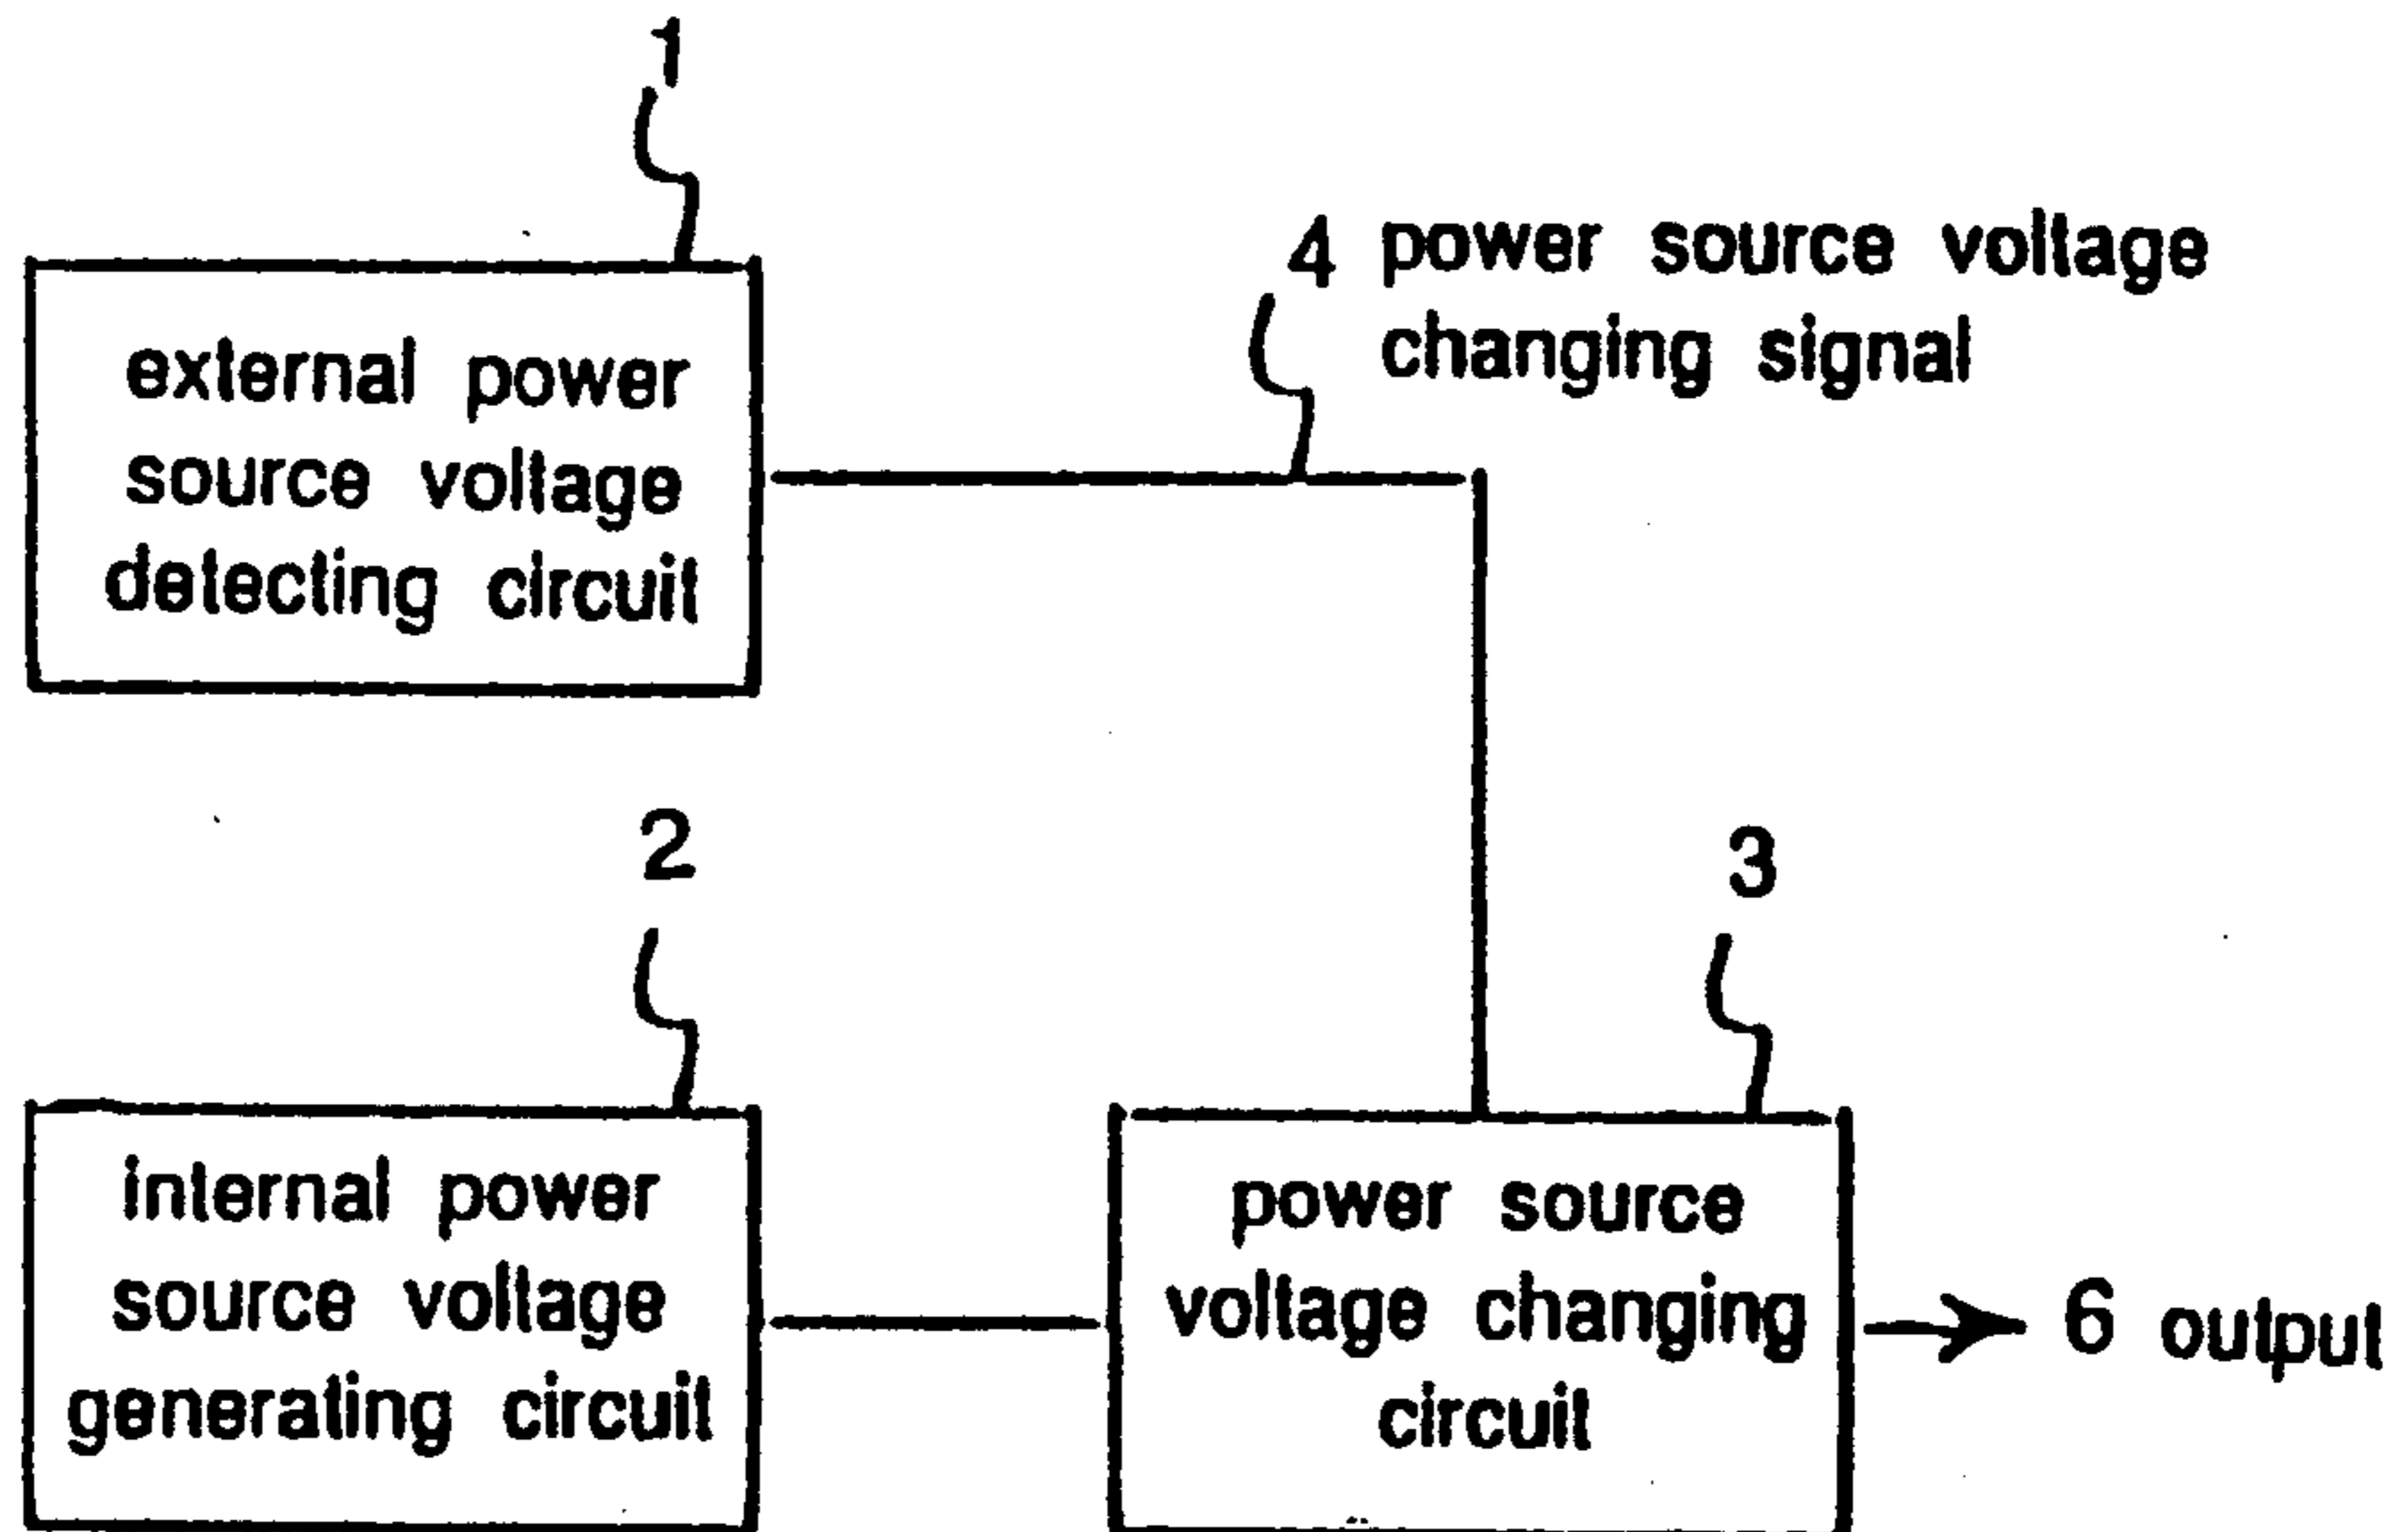 1
4 power source voltage
changing signal
external power
source voltage
detecting circuit
2
3
internal power
source voltage
generating circuit
power source
voltage changing
circuit
6 output